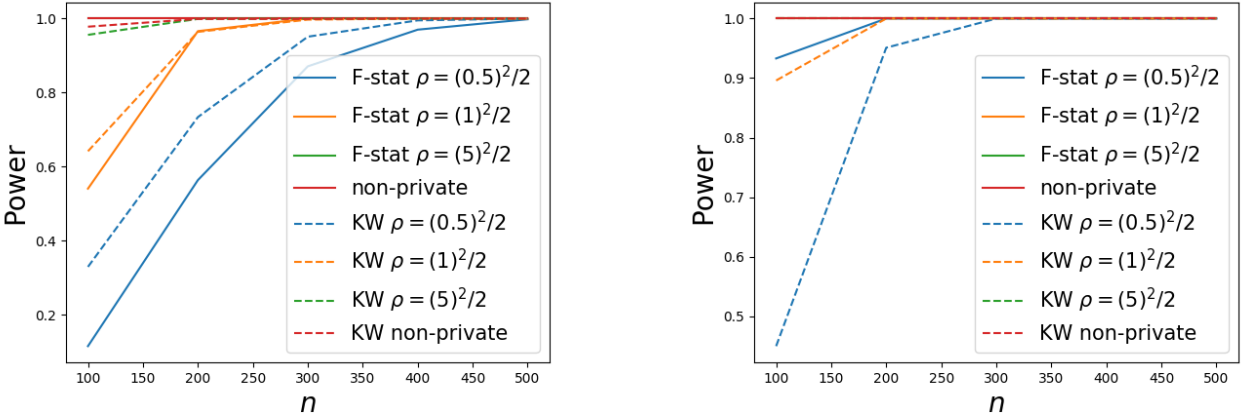 Power
1.0
0.8
0.6
0.4
0.2
100 150 200 250 300 350 400 450 500
n
F-stat ρ = (0.5)²/2
F-stat ρ = (1)²/2
F-stat ρ = (5)²/2
non-private
KW ρ = (0.5)²/2
KW ρ = (1)²/2
KW ρ = (5)²/2
KW non-private
Power
1.0
0.9
0.8
0.7
0.6
0.5
100 150 200 250 300 350 400 450 500
n
F-stat ρ = (0.5)²/2
F-stat ρ = (1)²/2
F-stat ρ = (5)²/2
non-private
KW ρ = (0.5)²/2
KW ρ = (1)²/2
KW ρ = (5)²/2
KW non-private